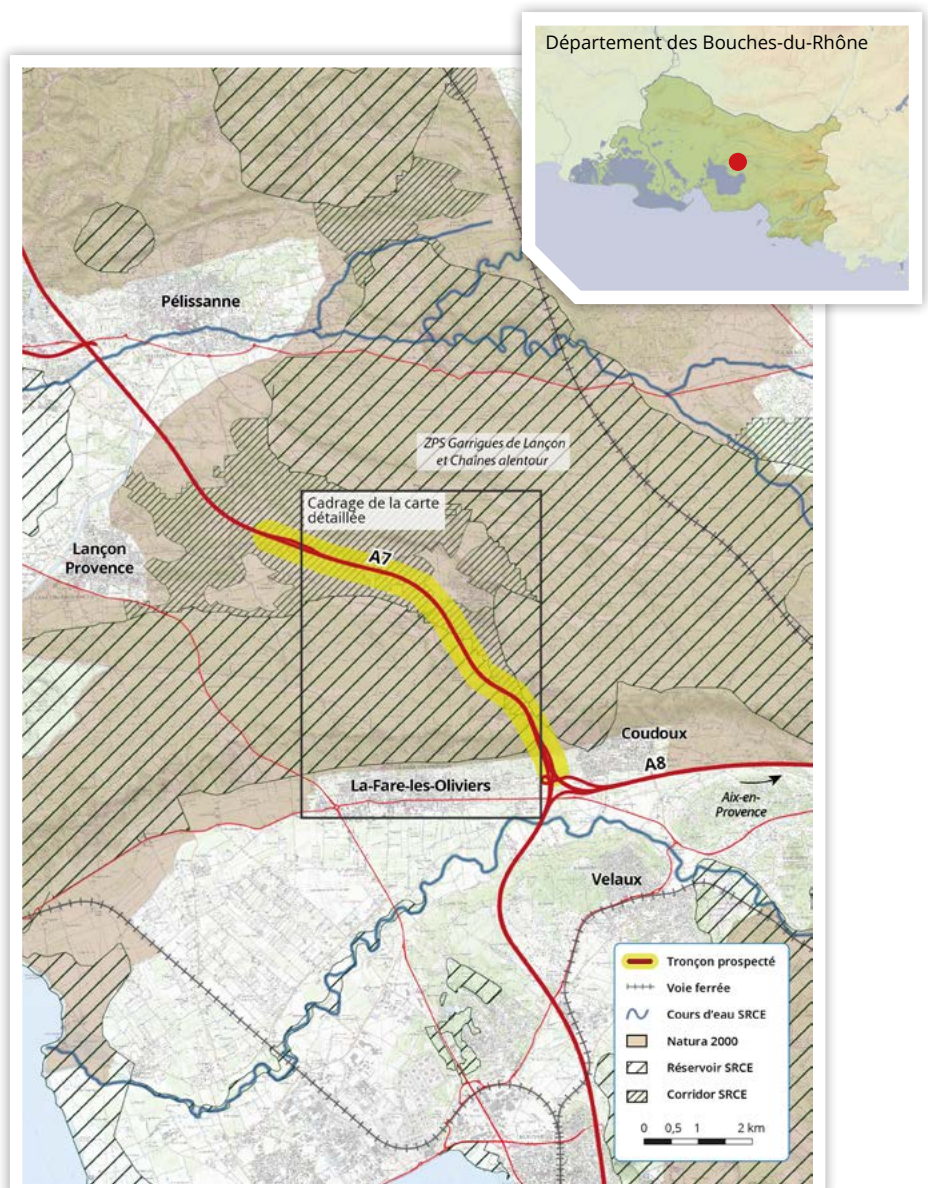 Département des Bouches-du-Rhône
Pélissanne
ZPS Garrigues de Lançon
et Chaînes alentour
Cadrage de la carte
détaillée
A7
Lançon
Provence
Coudoux
A8
La-Fare-les-Oliviers
Aix-en-
Provence
Velaux
Tronçon prospecté
Voie ferrée
Cours d'eau SRCE
Natura 2000
Réservoir SRCE
Corridor SRCE
0 0,5 1 2 km